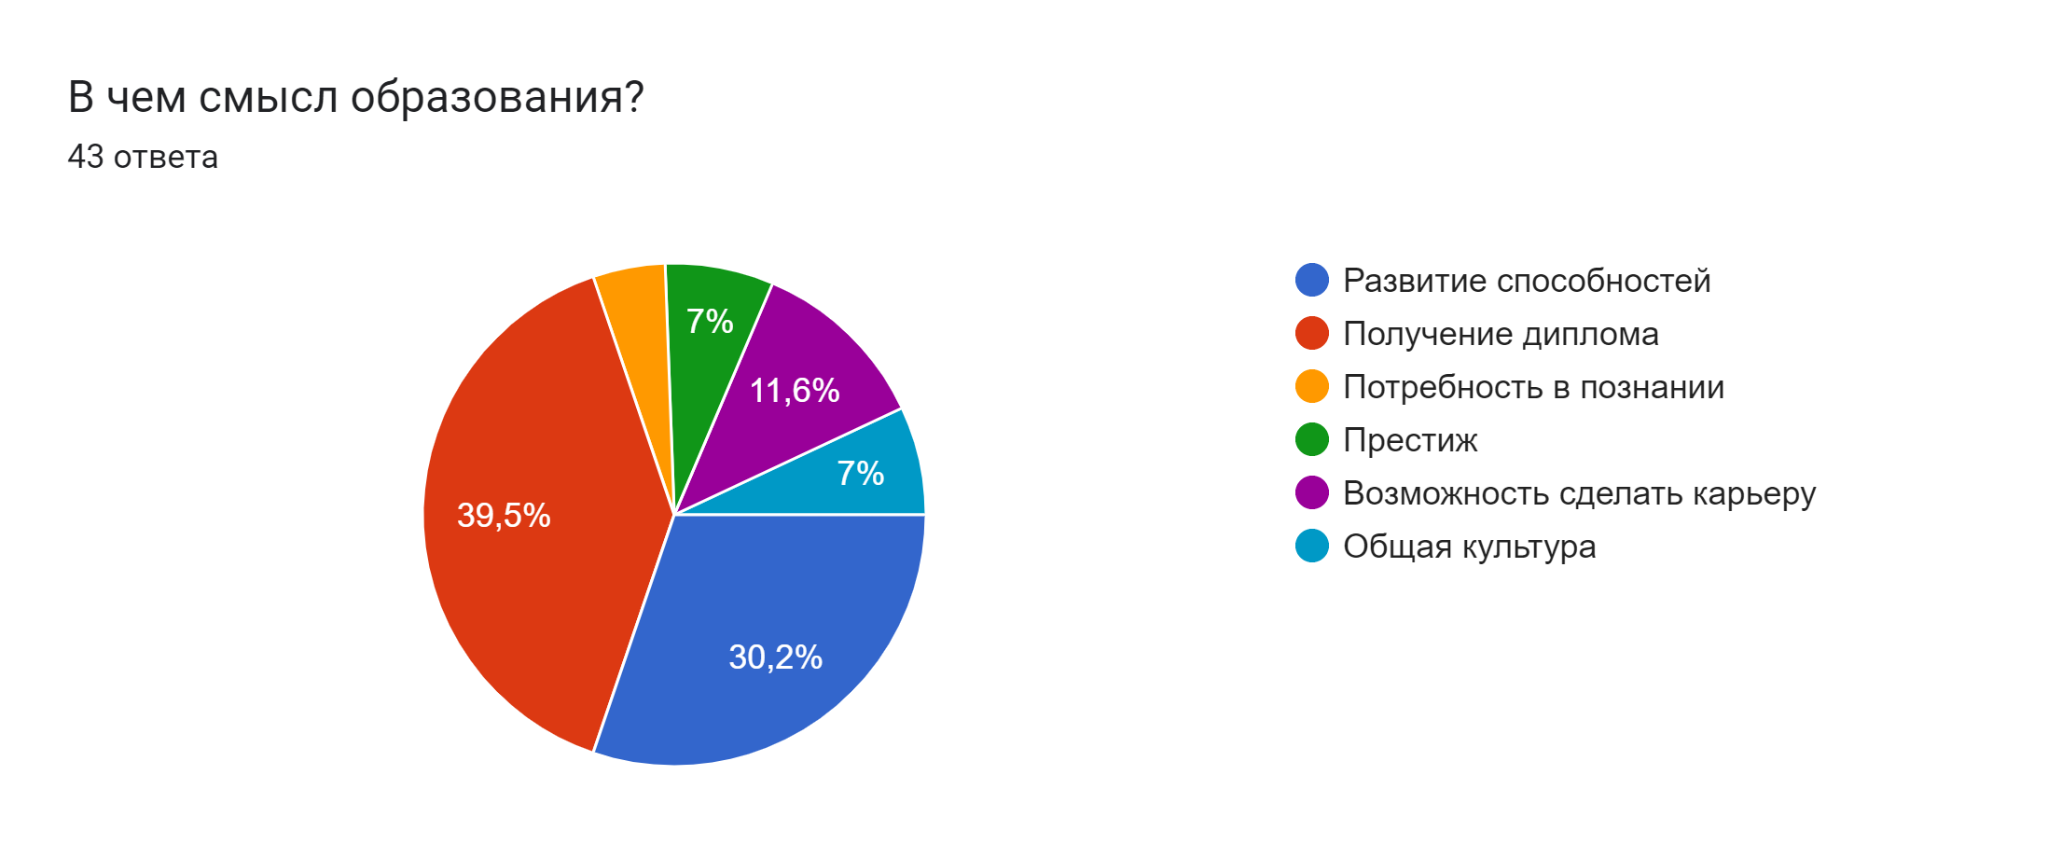 В чем смысл образования?
43 ответа
7%
11,6%
7%
39,5%
30,2%
Развитие способностей
Получение диплома
Потребность в познании
Престиж
Возможность сделать карьеру
Общая культура